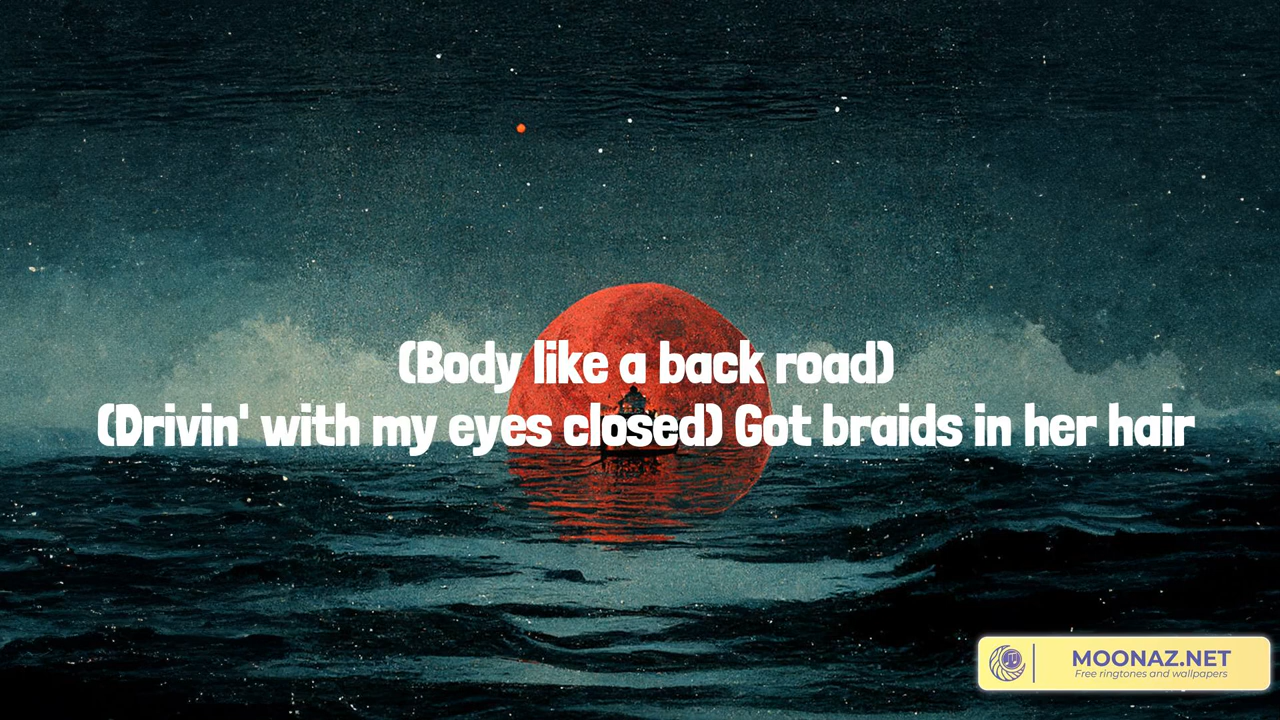 (Body like a back road)
(Drivin' with my eyes closed) Got braids in her hair
MOONAZ.NET
Free ringtones and wallpapers